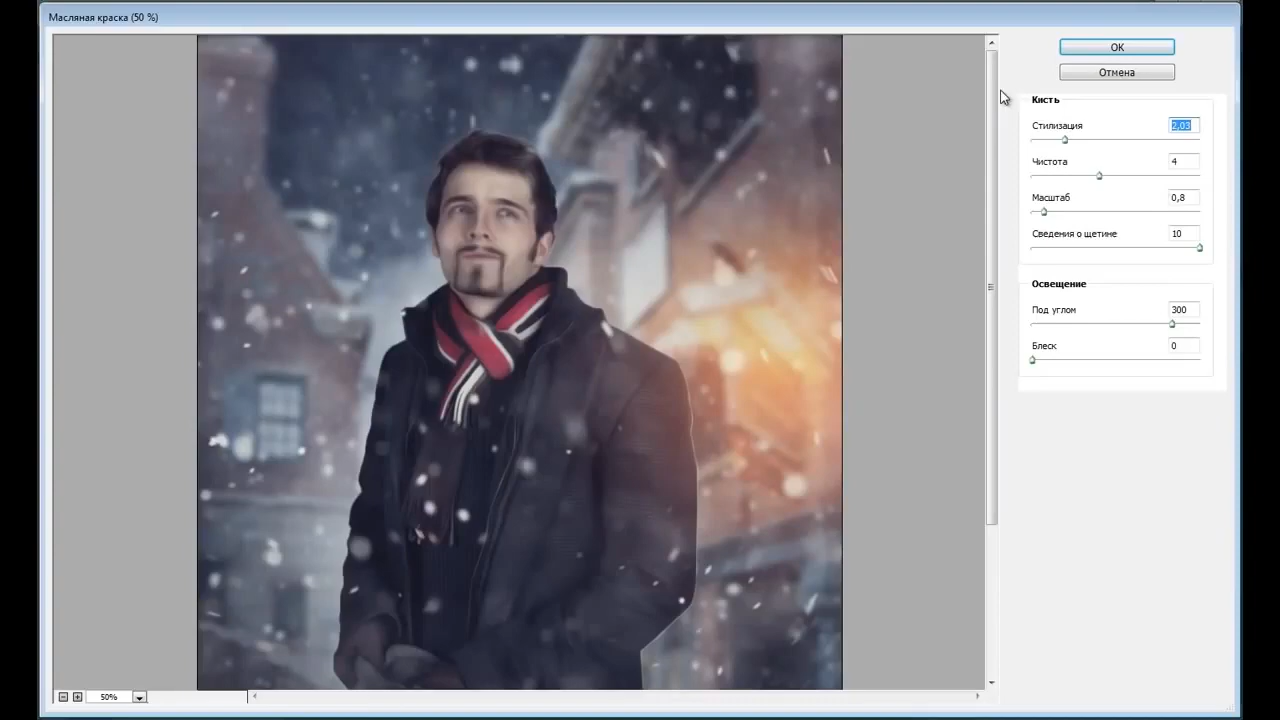 Масляная краска (50 %)
ОК
Отмена
Кисть
Стилизация
2,03
Чистота
4
Масштаб
0,8
Сведения о щетине
10
Освещение
Под углом
300
Блеск
0
50%